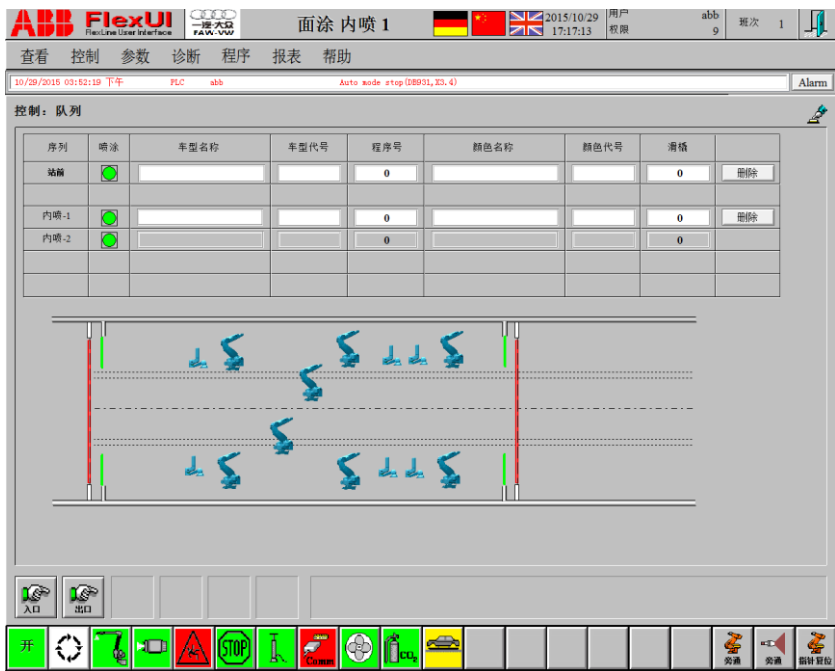 ABB FlexUI 一汽-大众 面涂 内喷 1 2015/10/29 用户 abb 班次 1
FlexLine User Interface FAW-VW 17:17:13 权限 9
查看 控制 参数 诊断 程序 报表 帮助
10/29/2015 03:52:19 下午 PLC abb Auto mode stop(DB931,X3.4) Alarm
控制：队列
序列 喷涂 车型名称 车型代号 程序号 颜色名称 颜色代号 滑橇
站前 0 0 删除
内喷-1 0 0 删除
内喷-2 0 0
入口 出口
开 STOP Comm CO2 旁通 旁通